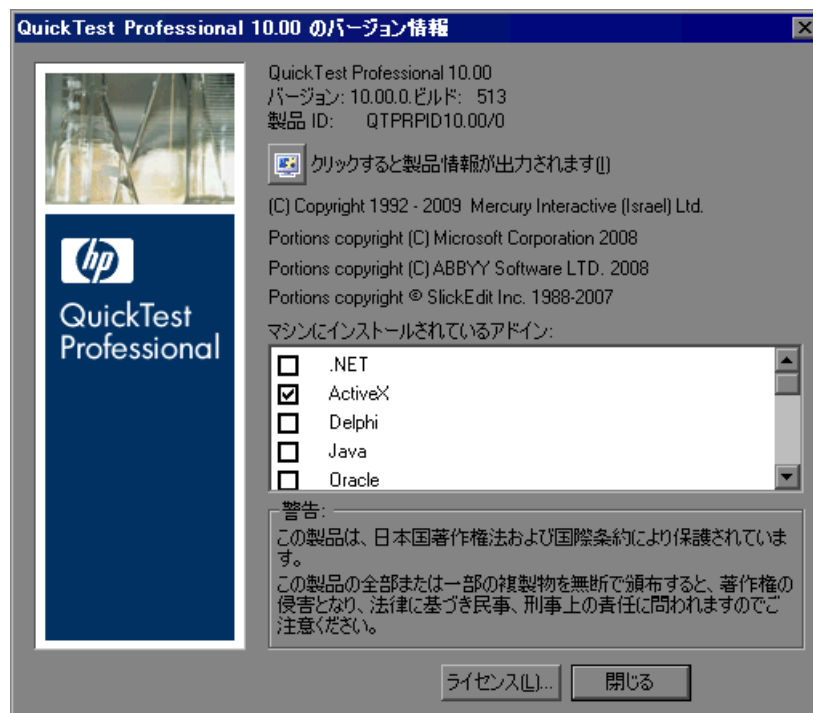 QuickTest Professional 10.00 のバージョン情報
QuickTest Professional 10.00
バージョン: 10.00.0.ビルド: 513
製品 ID: QTPRPID10.00/0
クリックすると製品情報が出力されます(I)
(C) Copyright 1992 - 2009 Mercury Interactive (Israel) Ltd.
Portions copyright (C) Microsoft Corporation 2008
Portions copyright (C) ABBYY Software LTD. 2008
Portions copyright © SlickEdit Inc. 1988-2007
hp
QuickTest
Professional
マシンにインストールされているアドイン:
.NET
ActiveX
Delphi
Java
Oracle
警告:
この製品は、日本国著作権法および国際条約により保護されていま
す。
この製品の全部または一部の複製物を無断で頒布すると、著作権の
侵害となり、法律に基づき民事、刑事上の責任に問われますのでご
注意ください。
ライセンス(L)...
閉じる